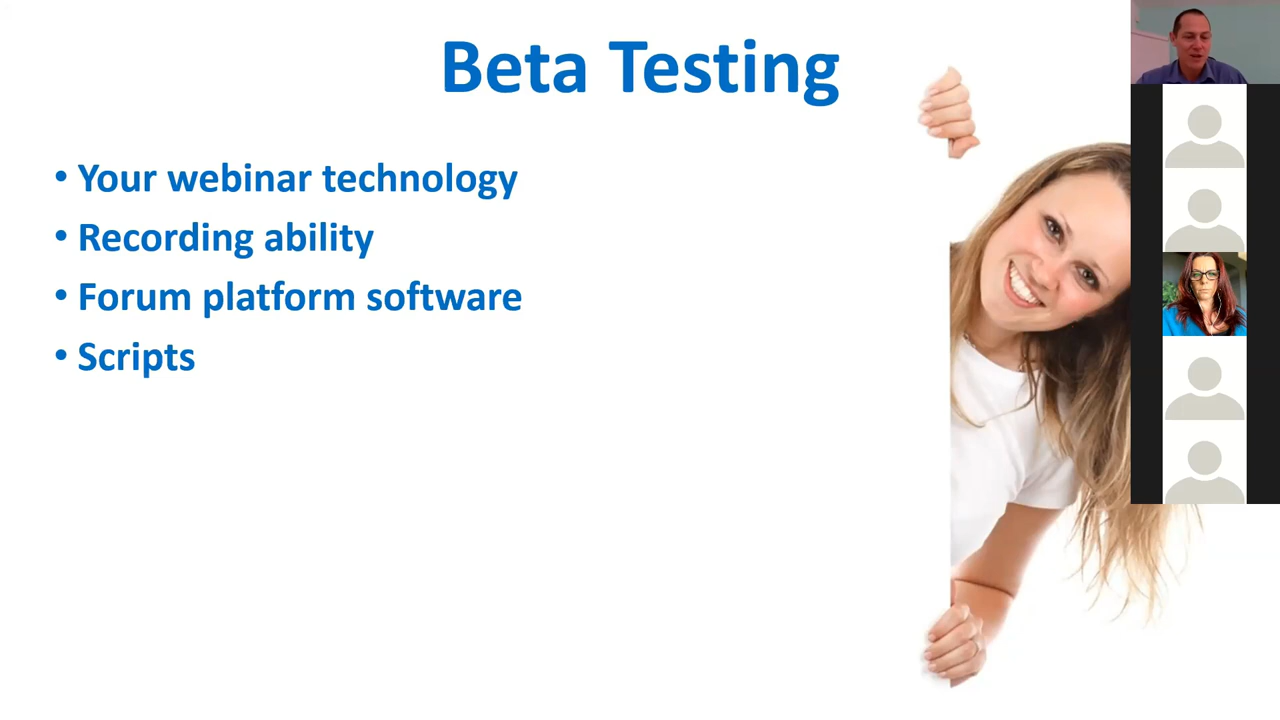 Beta Testing
• Your webinar technology
• Recording ability
• Forum platform software
• Scripts